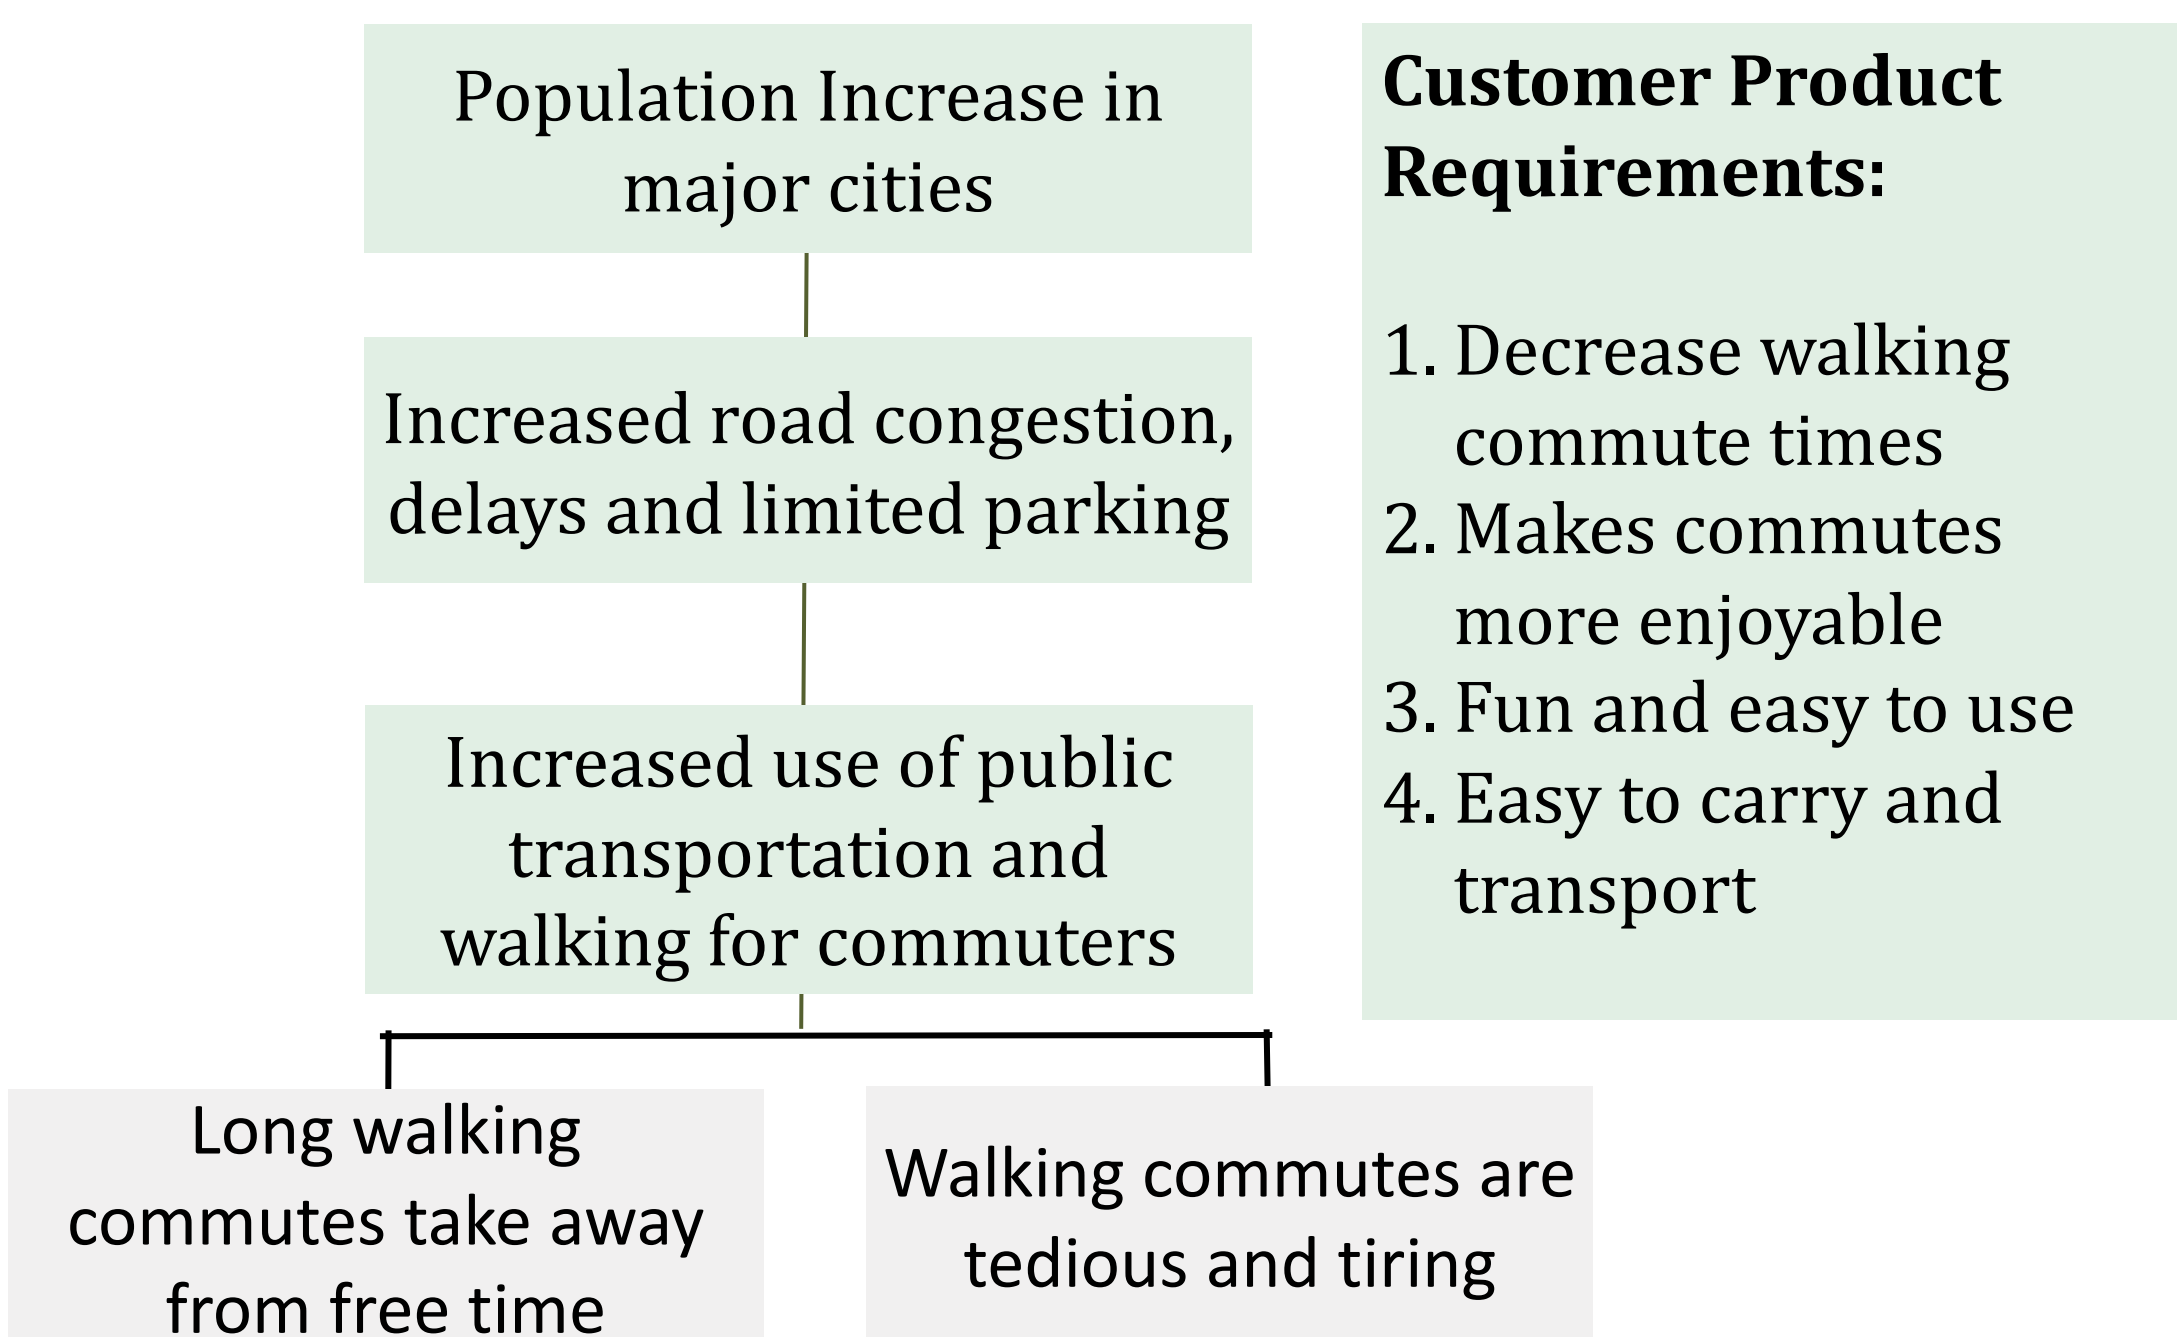 Population Increase in
major cities
Increased road congestion,
delays and limited parking
Increased use of public
transportation and
walking for commuters
Long walking
commutes take away
from free time
Walking commutes are
tedious and tiring
Customer Product
Requirements:
1. Decrease walking
commute times
2. Makes commutes
more enjoyable
3. Fun and easy to use
4. Easy to carry and
transport